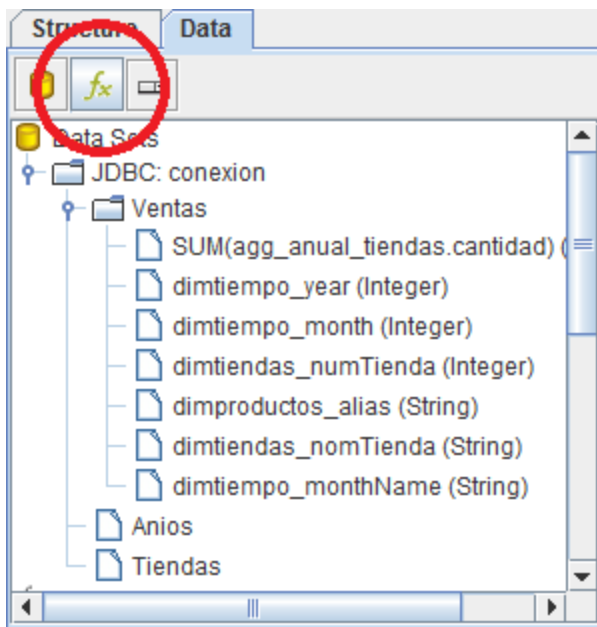 Structure Data
fx
Data Sets
JDBC: conexion
Ventas
SUM(agg_anual_tiendas.cantidad) (
dimtiempo_year (Integer)
dimtiempo_month (Integer)
dimtiendas_numTienda (Integer)
dimproductos_alias (String)
dimtiendas_nomTienda (String)
dimtiempo_monthName (String)
Anios
Tiendas